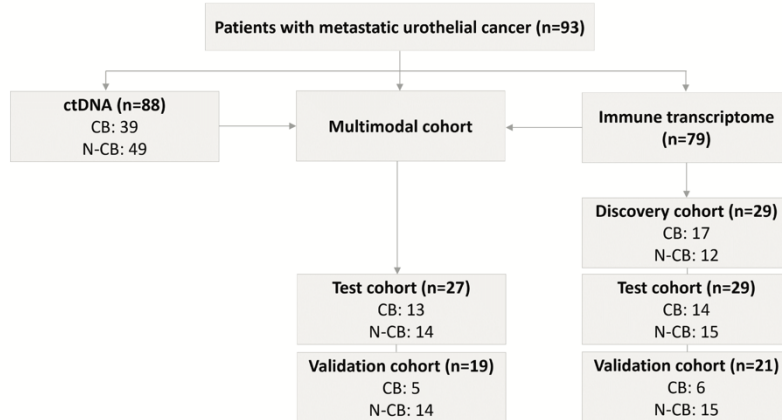 Patients with metastatic urothelial cancer (n=93)
ctDNA (n=88)
CB: 39
N-CB: 49
Multimodal cohort
Immune transcriptome
(n=79)
Discovery cohort (n=29)
CB: 17
N-CB: 12
Test cohort (n=27)
CB: 13
N-CB: 14
Test cohort (n=29)
CB: 14
N-CB: 15
Validation cohort (n=19)
CB: 5
N-CB: 14
Validation cohort (n=21)
CB: 6
N-CB: 15